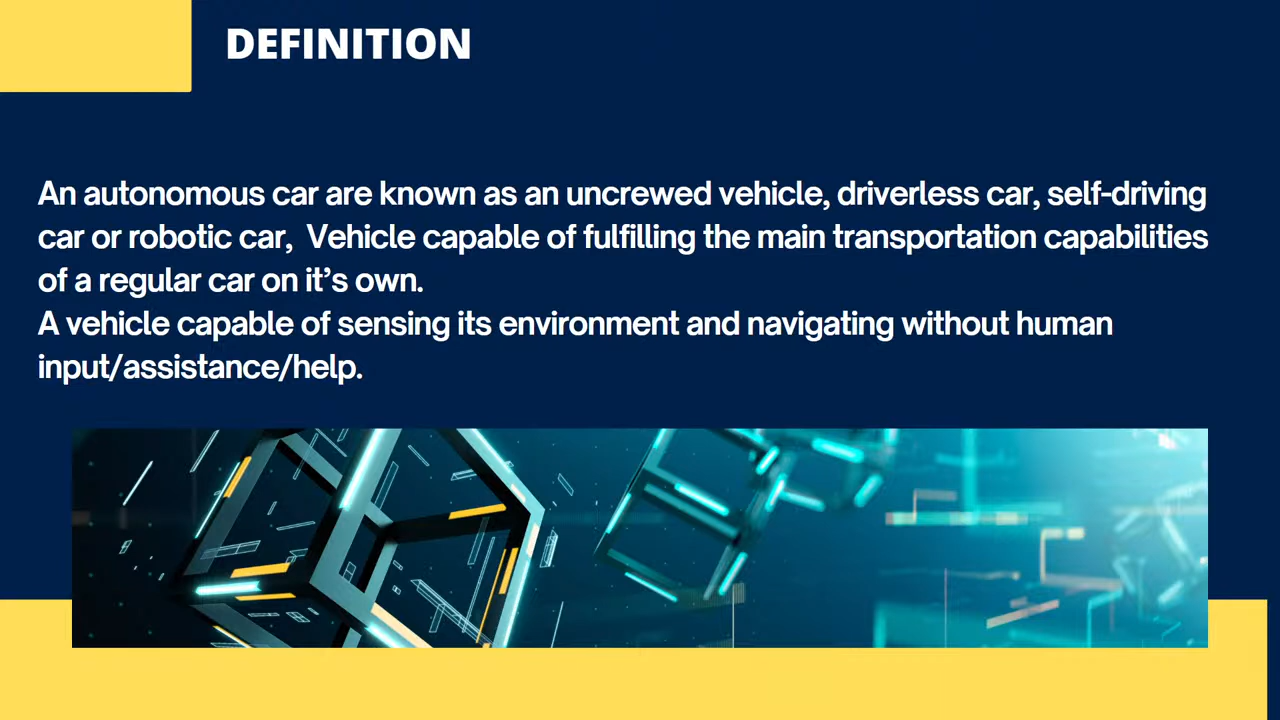 DEFINITION
An autonomous car are known as an uncrewed vehicle, driverless car, self-driving
car or robotic car,  Vehicle capable of fulfilling the main transportation capabilities
of a regular car on it’s own.
A vehicle capable of sensing its environment and navigating without human
input/assistance/help.